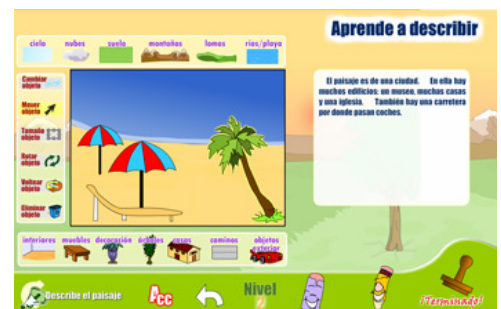 Aprende a describir
cielo nubes suelo montañas lomas rios/playa
Cambiar objeto
Mover objeto
Tamaño objeto
Rotar objeto
Voltear objeto
Eliminar objeto
El paisaje es de una ciudad. En ella hay
muchos edificios: un museo, muchas casas
y una iglesia. También hay una carretera
por donde pasan coches.
interiores muebles decoración árboles casas caminos objetos exterior
Describe el paisaje
Acc
Nivel
2
¡Terminado!